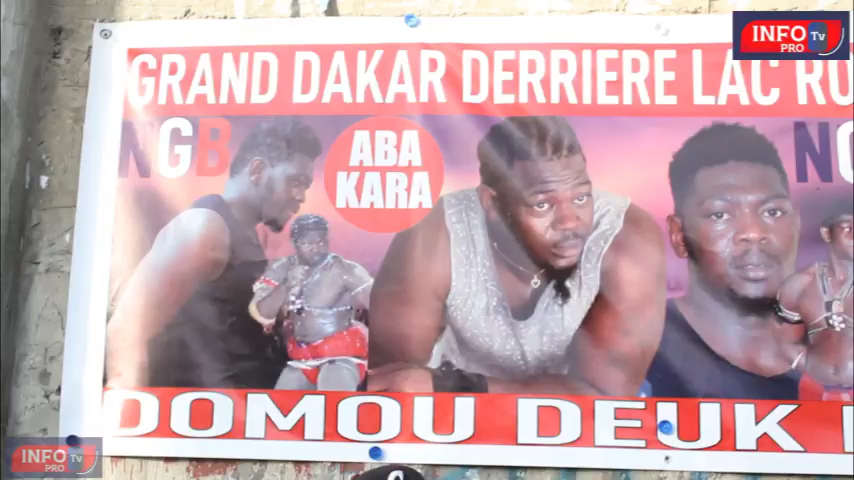 INFO Tv
PRO
GRAND DAKAR DERRIERE LAC RO
NGB
ABA
KARA
DOMOU DEUK
INFO Tv
PRO